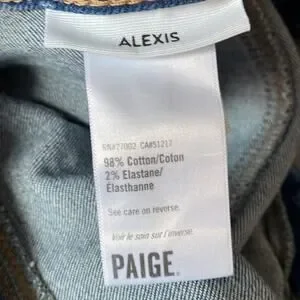 ALEXIS
RN#77002 CA#51217
98% Cotton/Coton
2% Elastane/
Élasthanne
See care on reverse.
Voir le soin sur l'inverse.
PAIGE.